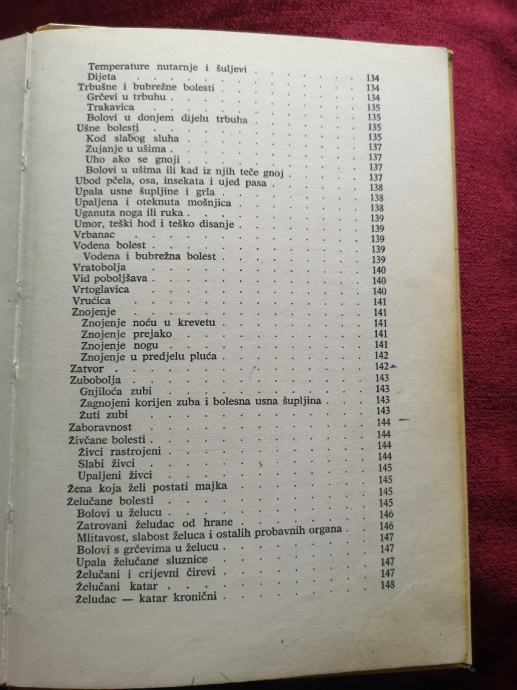 Temperature nutarnje i šuljevi . . . . . . 134
Dijeta . . . . . . 134
Trbušne i bubrežne bolesti . . . . . . 134
Grčevi u trbuhu . . . . . . 135
Trakavica . . . . . . 135
Bolovi u donjem dijelu trbuha . . . . . . 135
Ušne bolesti . . . . . . 135
Kod slabog sluha . . . . . . 137
Zujanje u ušima . . . . . . 137
Uho ako se gnoji . . . . . . 137
Bolovi u ušima ili kad iz njih teče gnoj . . . . . . 137
Ubod pčela, osa, insekata i ujed pasa . . . . . . 138
Upala usne šupljine i grla . . . . . . 138
Upaljena i oteknuta mošnjica . . . . . . 138
Uganuta noga ili ruka . . . . . . 139
Umor, teški hod i teško disanje . . . . . . 139
Vrbanac . . . . . . 139
Vodena bolest . . . . . . 139
Vodena i bubrežna bolest . . . . . . 139
Vratobolja . . . . . . 140
Vid poboljšava . . . . . . 140
Vrtoglavica . . . . . . 140
Vrućica . . . . . . 141
Znojenje . . . . . . 141
Znojenje noću u krevetu . . . . . . 141
Znojenje prejako . . . . . . 141
Znojenje nogu . . . . . . 141
Znojenje u predjelu pluća . . . . . . 142
Zatvor . . . . . . 142
Zubobolja . . . . . . 143
Gnjiloća zubi . . . . . . 143
Zagnojeni korijen zuba i bolesna usna šupljina . . . . . . 143
Žuti zubi . . . . . . 143
Zaboravnost . . . . . . 144
Živčane bolesti . . . . . . 144
Živci rastrojeni . . . . . . 144
Slabi živci . . . . . . 144
Upaljeni živci . . . . . . 145
Žena koja želi postati majka . . . . . . 145
Želučane bolesti . . . . . . 145
Bolovi u želucu . . . . . . 145
Zatrovani želudac od hrane . . . . . . 146
Mlitavost, slabost želuca i ostalih probavnih organa . . . . . . 146
Bolovi s grčevima u želucu . . . . . . 147
Upala želučane sluznice . . . . . . 147
Želučani i crijevni čirevi . . . . . . 147
Želučani katar . . . . . . 147
Želudac — katar kronični . . . . . . 148